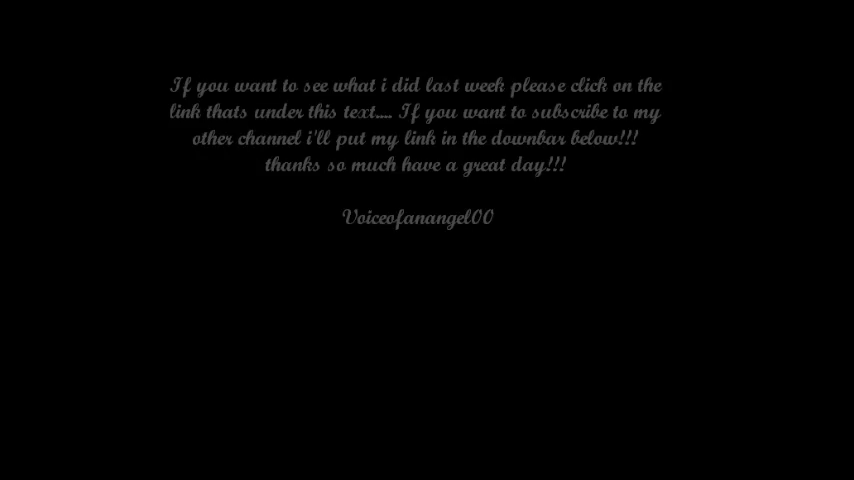 If you want to see what i did last week please click on the
link thats under this text.... If you want to subscribe to my
other channel i'll put my link in the downbar below!!!
thanks so much have a great day!!!
Voiceofanangel00